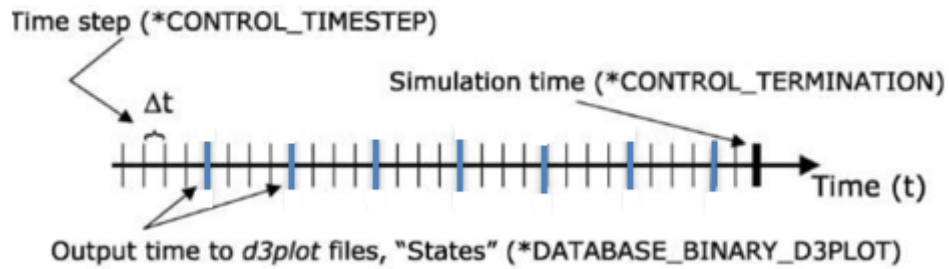 Time step (*CONTROL_TIMESTEP)
Simulation time (*CONTROL_TERMINATION)
Δt
Time (t)
Output time to d3plot files, “States” (*DATABASE_BINARY_D3PLOT)